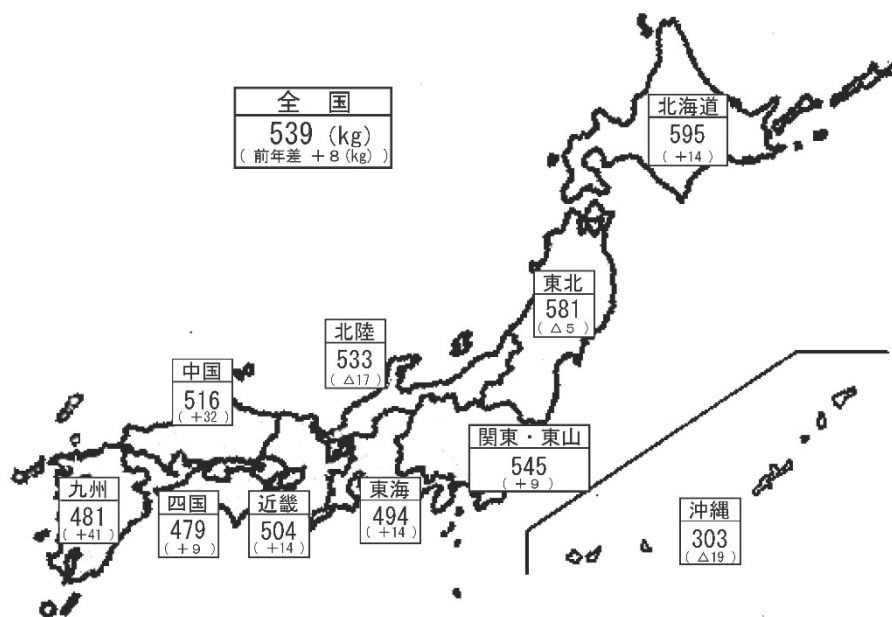 全 国
539 (kg)
( 前年差 +8(kg) )
北海道
595
( +14 )
東北
581
( △5 )
北陸
533
( △17 )
中国
516
( +32 )
関東・東山
545
( +9 )
九州
481
( +41 )
四国
479
( +9 )
近畿
504
( +14 )
東海
494
( +14 )
沖縄
303
( △19 )